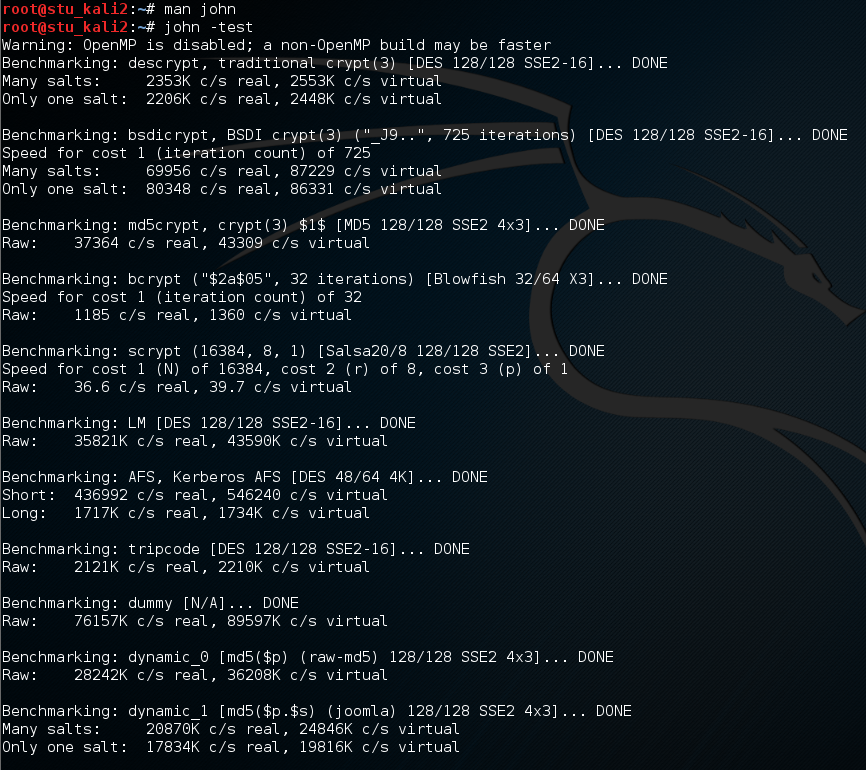 root@stu_kali2:~# man john
root@stu_kali2:~# john -test
Warning: OpenMP is disabled; a non-OpenMP build may be faster
Benchmarking: descrypt, traditional crypt(3) [DES 128/128 SSE2-16]... DONE
Many salts:     2353K c/s real, 2553K c/s virtual
Only one salt:  2206K c/s real, 2448K c/s virtual

Benchmarking: bsdicrypt, BSDI crypt(3) ("_J9..", 725 iterations) [DES 128/128 SSE2-16]... DONE
Speed for cost 1 (iteration count) of 725
Many salts:     69956 c/s real, 87229 c/s virtual
Only one salt:  80348 c/s real, 86331 c/s virtual

Benchmarking: md5crypt, crypt(3) $1$ [MD5 128/128 SSE2 4x3]... DONE
Raw:    37364 c/s real, 43309 c/s virtual

Benchmarking: bcrypt ("$2a$05", 32 iterations) [Blowfish 32/64 X3]... DONE
Speed for cost 1 (iteration count) of 32
Raw:    1185 c/s real, 1360 c/s virtual

Benchmarking: scrypt (16384, 8, 1) [Salsa20/8 128/128 SSE2]... DONE
Speed for cost 1 (N) of 16384, cost 2 (r) of 8, cost 3 (p) of 1
Raw:    36.6 c/s real, 39.7 c/s virtual

Benchmarking: LM [DES 128/128 SSE2-16]... DONE
Raw:    35821K c/s real, 43590K c/s virtual

Benchmarking: AFS, Kerberos AFS [DES 48/64 4K]... DONE
Short:  436992 c/s real, 546240 c/s virtual
Long:   1717K c/s real, 1734K c/s virtual

Benchmarking: tripcode [DES 128/128 SSE2-16]... DONE
Raw:    2121K c/s real, 2210K c/s virtual

Benchmarking: dummy [N/A]... DONE
Raw:    76157K c/s real, 89597K c/s virtual

Benchmarking: dynamic_0 [md5($p) (raw-md5) 128/128 SSE2 4x3]... DONE
Raw:    28242K c/s real, 36208K c/s virtual

Benchmarking: dynamic_1 [md5($p.$s) (joomla) 128/128 SSE2 4x3]... DONE
Many salts:     20870K c/s real, 24846K c/s virtual
Only one salt:  17834K c/s real, 19816K c/s virtual